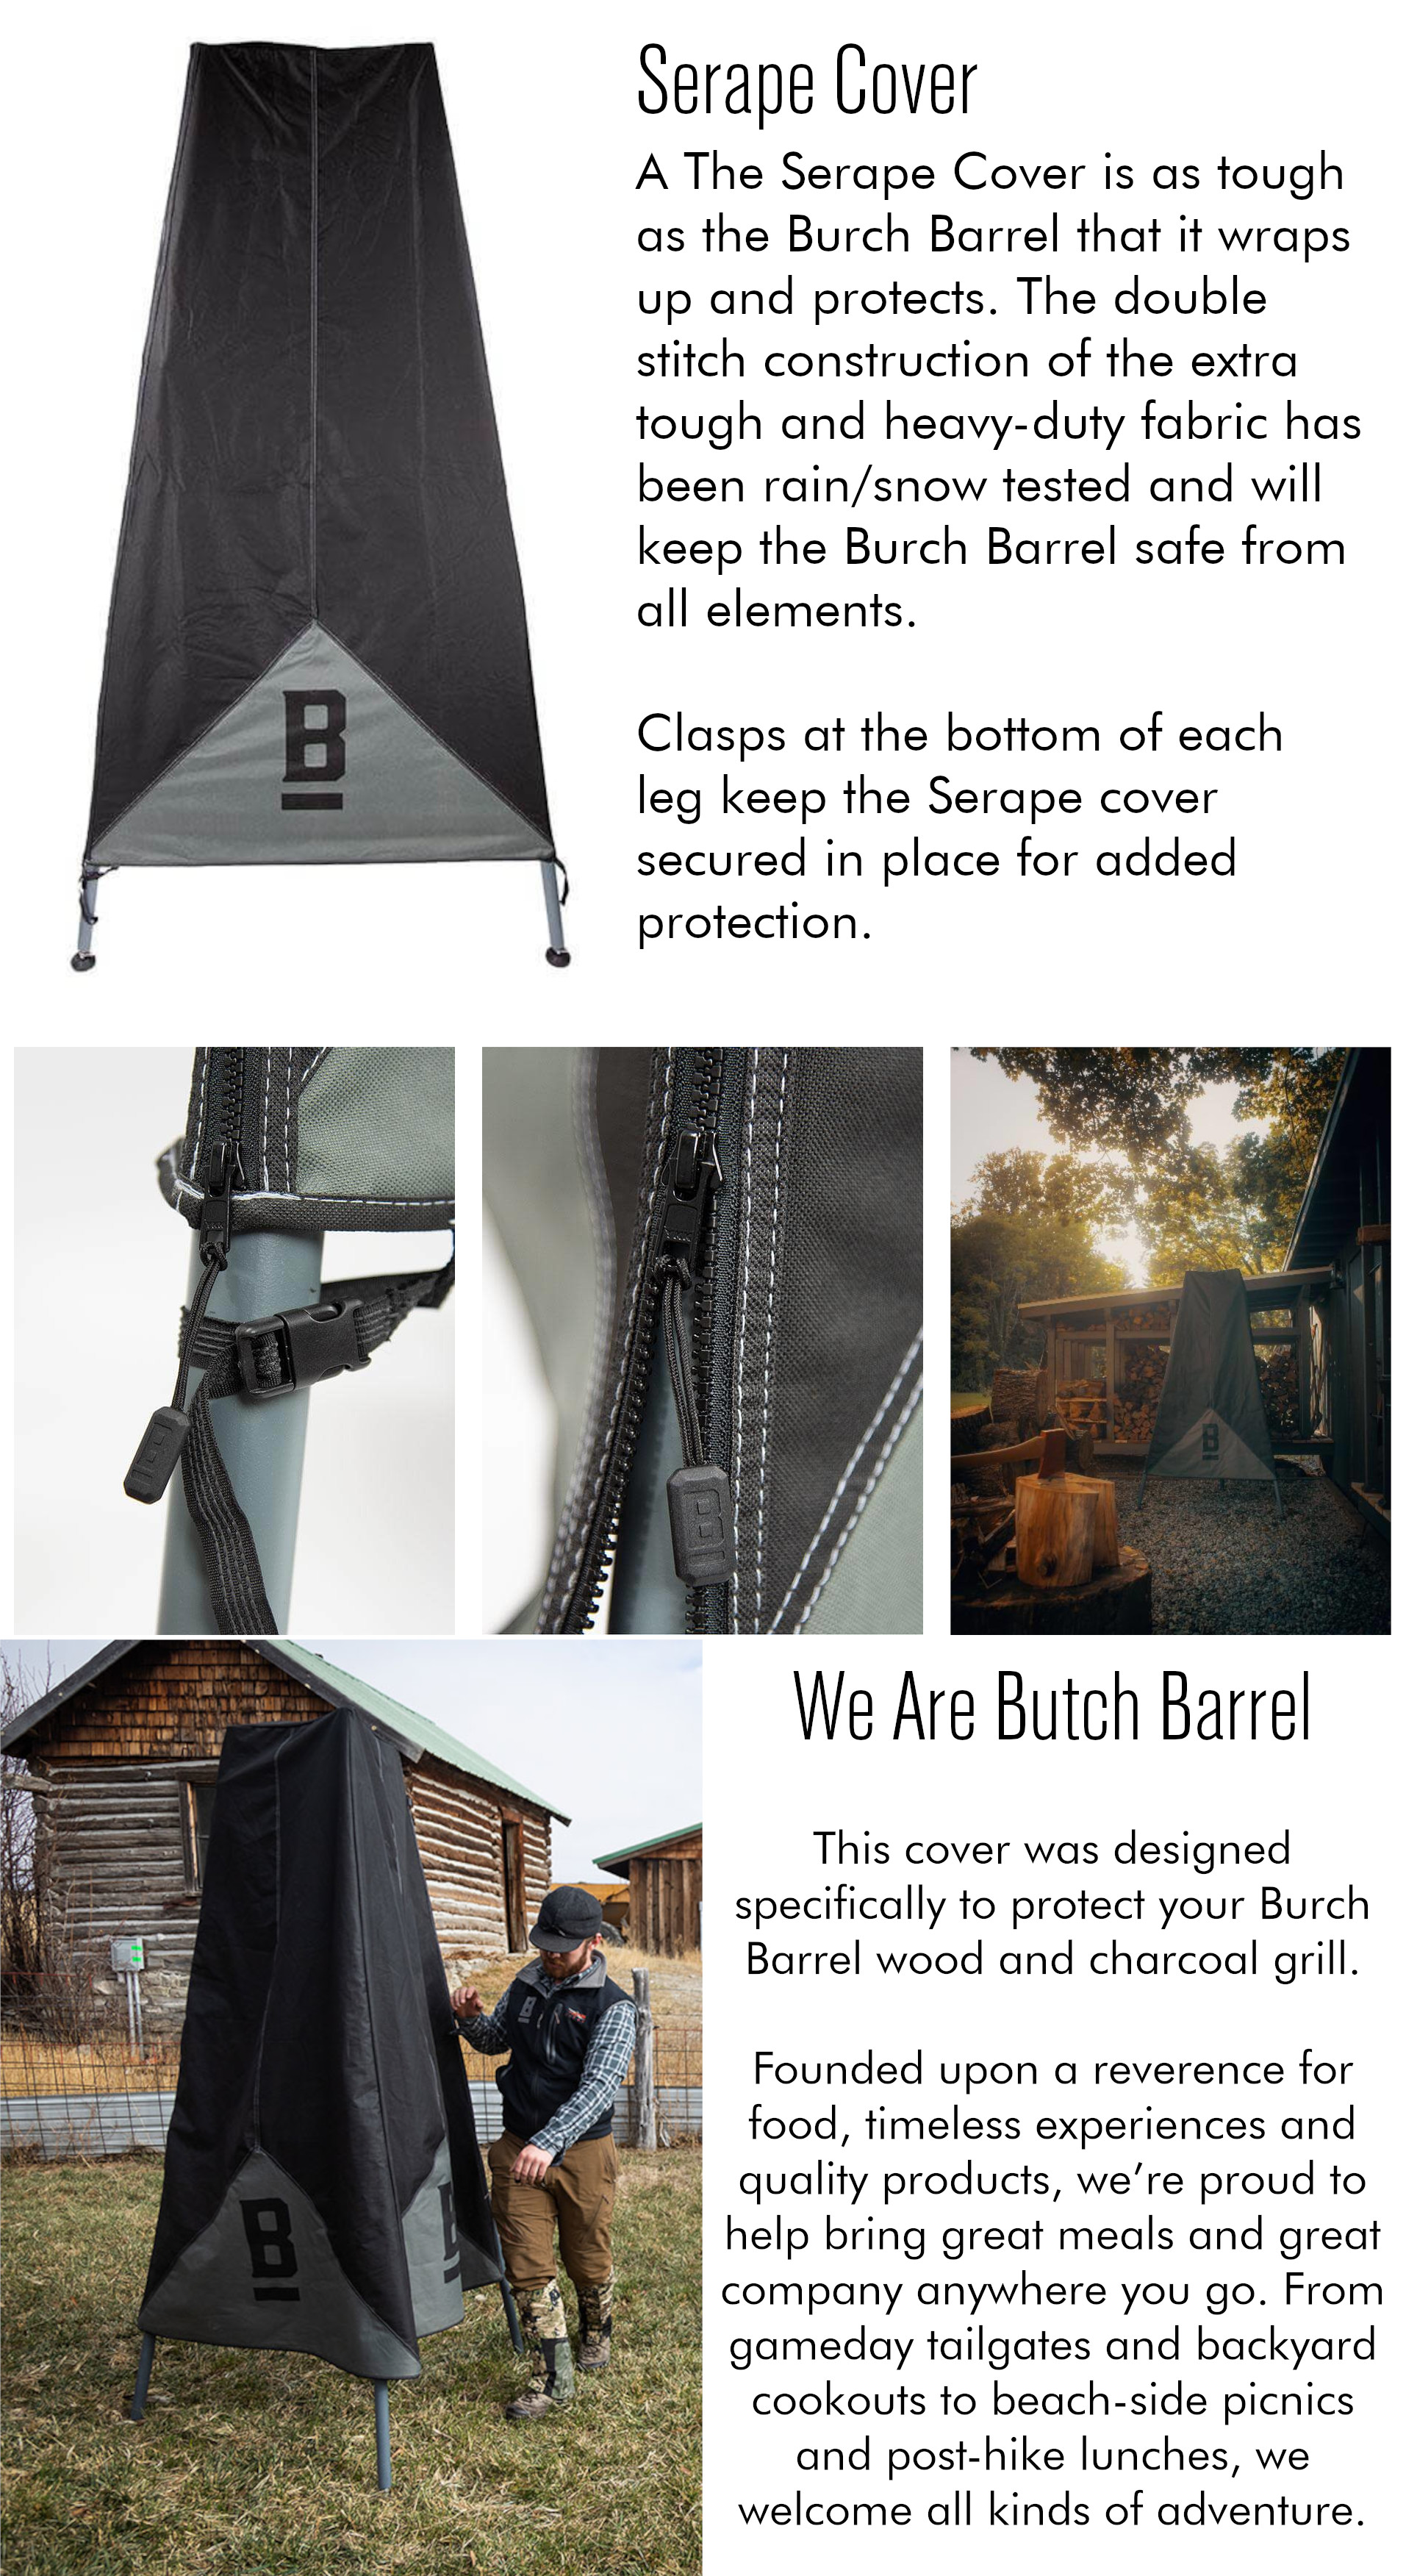 Serape Cover
A The Serape Cover is as tough
as the Burch Barrel that it wraps
up and protects. The double
stitch construction of the extra
tough and heavy-duty fabric has
been rain/snow tested and will
keep the Burch Barrel safe from
all elements.
Clasps at the bottom of each
leg keep the Serape cover
secured in place for added
protection.
B
B
B
B
We Are Butch Barrel
This cover was designed
specifically to protect your Burch
Barrel wood and charcoal grill.
Founded upon a reverence for
food, timeless experiences and
quality products, we’re proud to
help bring great meals and great
company anywhere you go. From
gameday tailgates and backyard
cookouts to beach-side picnics
and post-hike lunches, we
welcome all kinds of adventure.
B
B
B